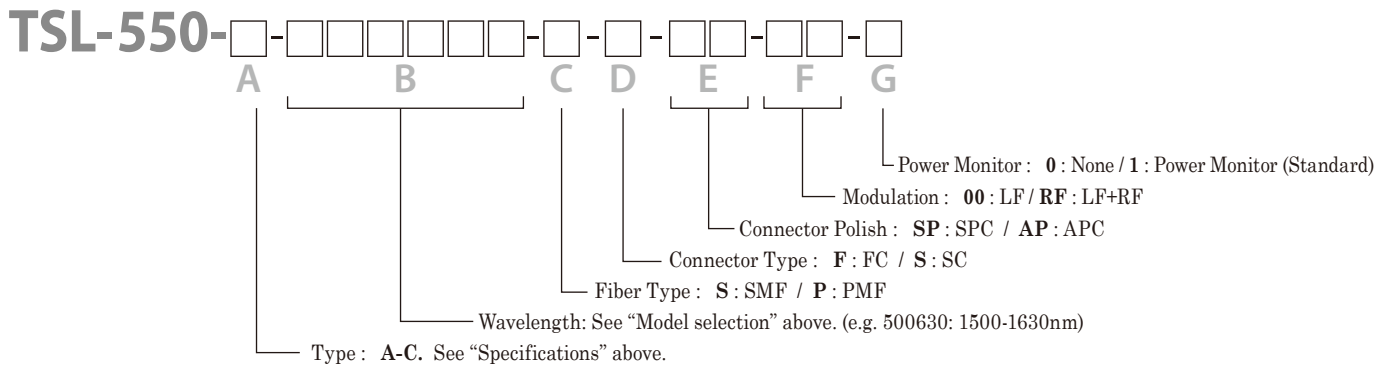 TSL-550-□-□□□□□□-□-□-□□-□□-□
A B C D E F G
Power Monitor : 0 : None / 1 : Power Monitor (Standard)
Modulation : 00 : LF / RF : LF+RF
Connector Polish : SP : SPC / AP : APC
Connector Type : F : FC / S : SC
Fiber Type : S : SMF / P : PMF
Wavelength: See “Model selection” above. (e.g. 500630: 1500-1630nm)
Type : A-C. See “Specifications” above.